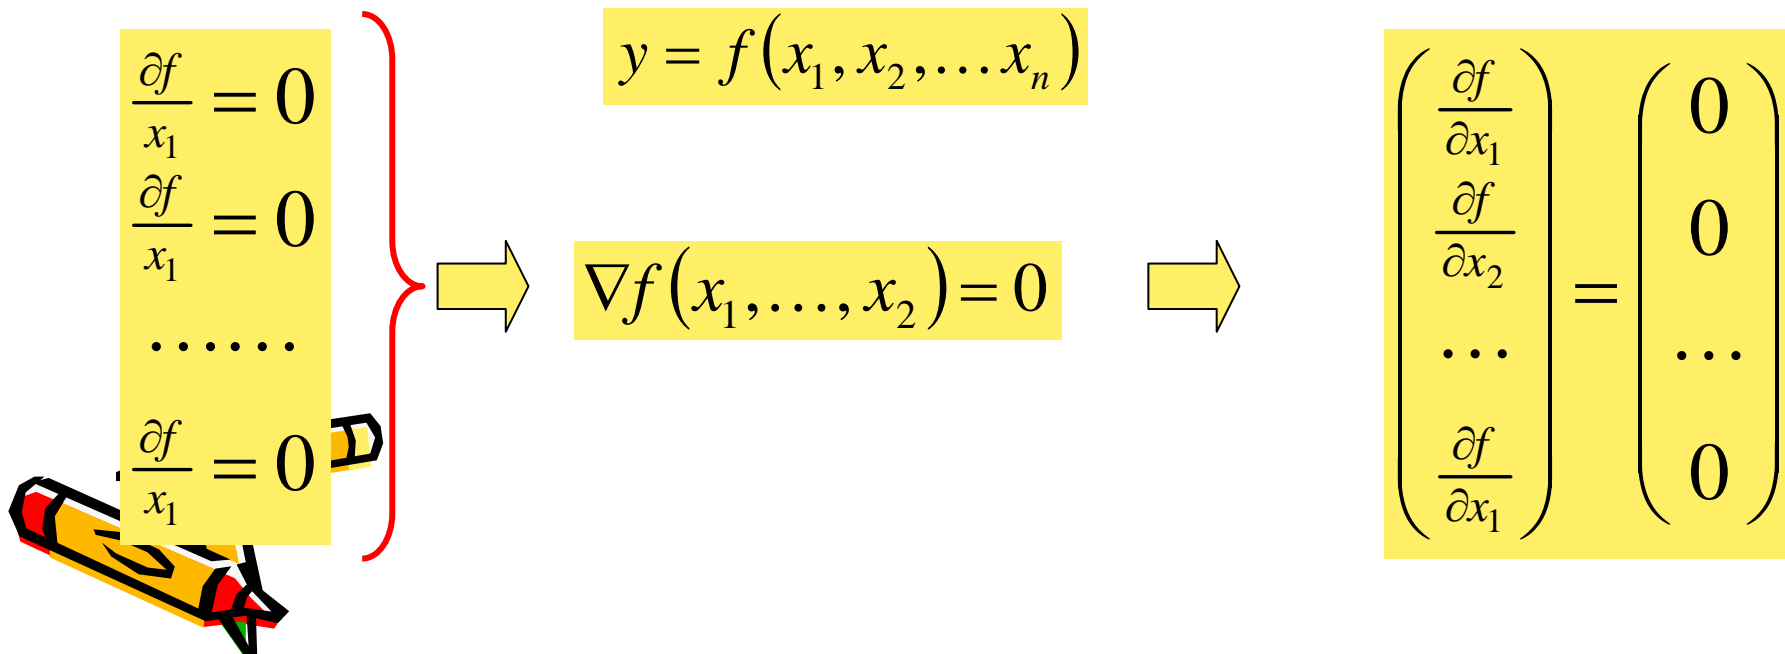 ∂f/x₁ = 0
∂f/x₁ = 0
......
∂f/x₁ = 0
y = f(x₁, x₂, … xₙ)
∇f(x₁, …, x₂) = 0
(∂f/∂x₁) = (0)
(∂f/∂x₂) (0)
… …
(∂f/∂x₁) (0)